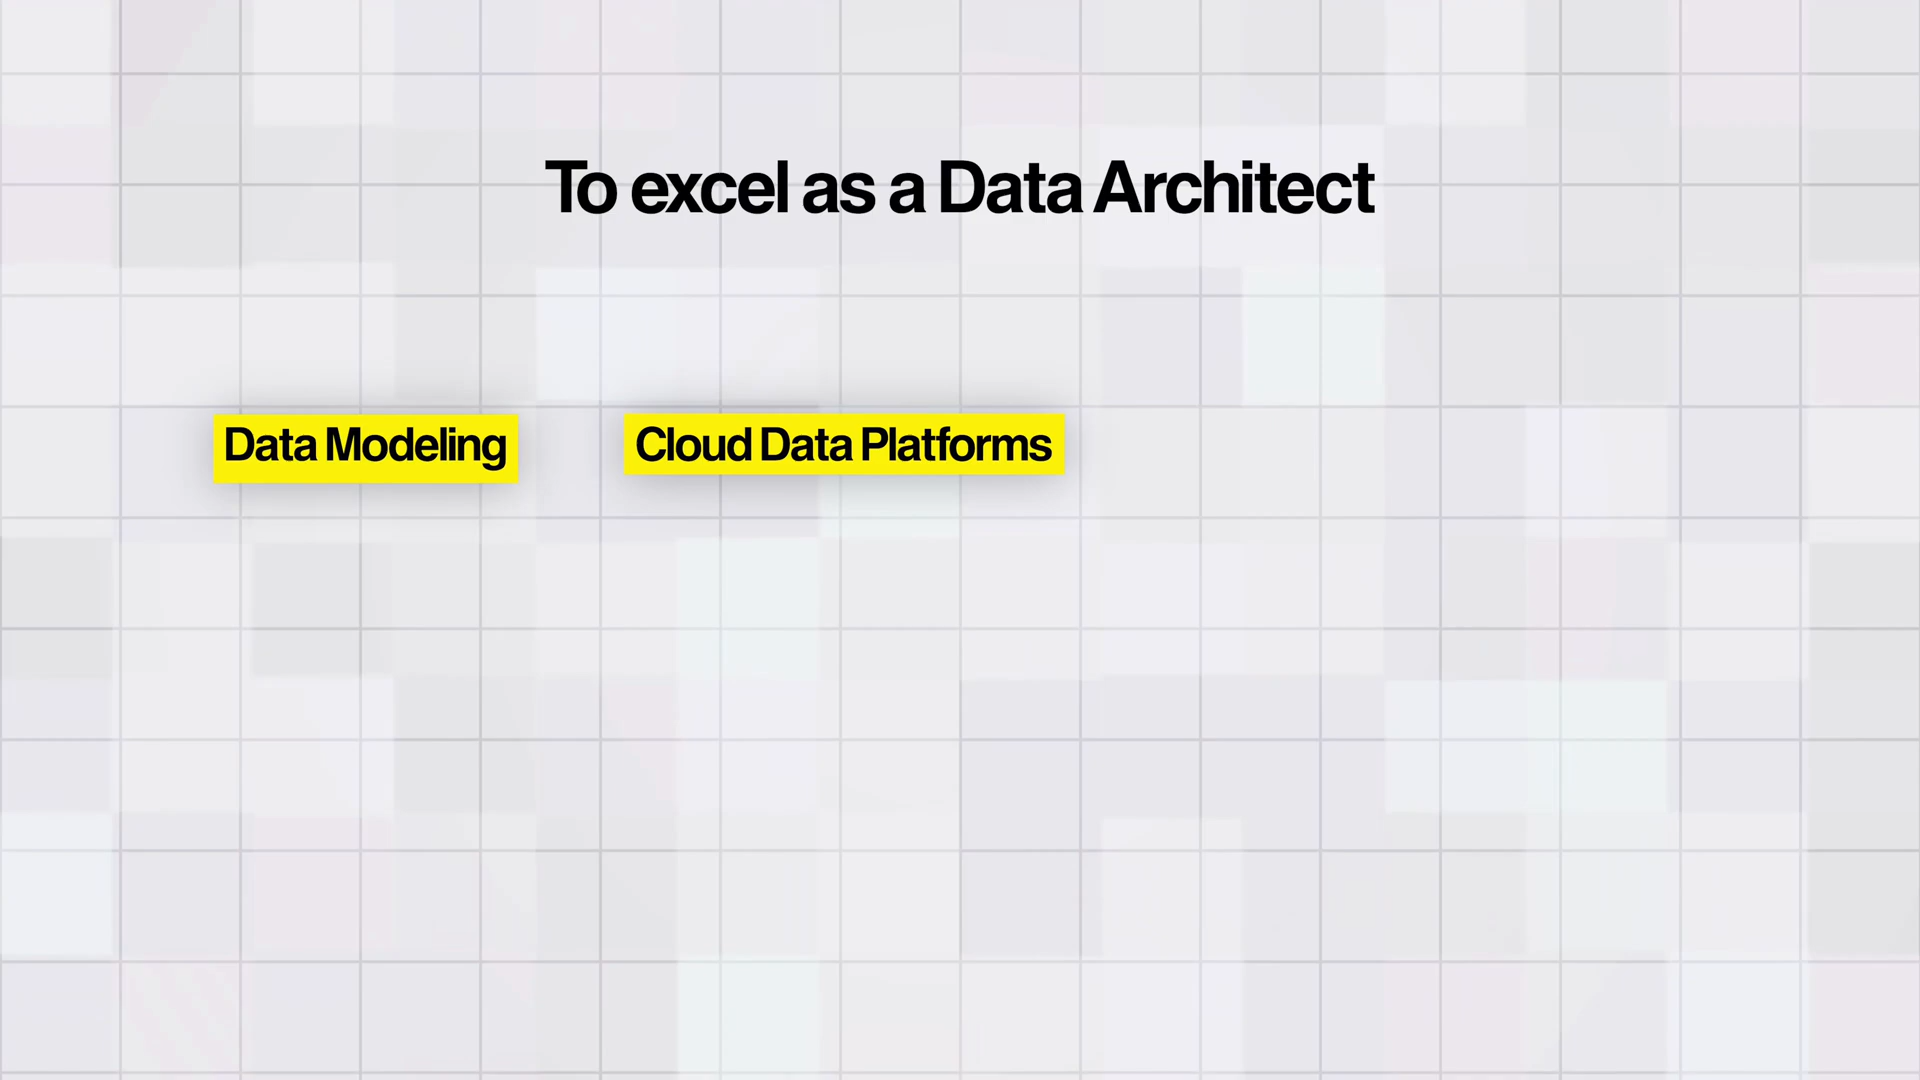 To excel as a Data Architect
Data Modeling
Cloud Data Platforms